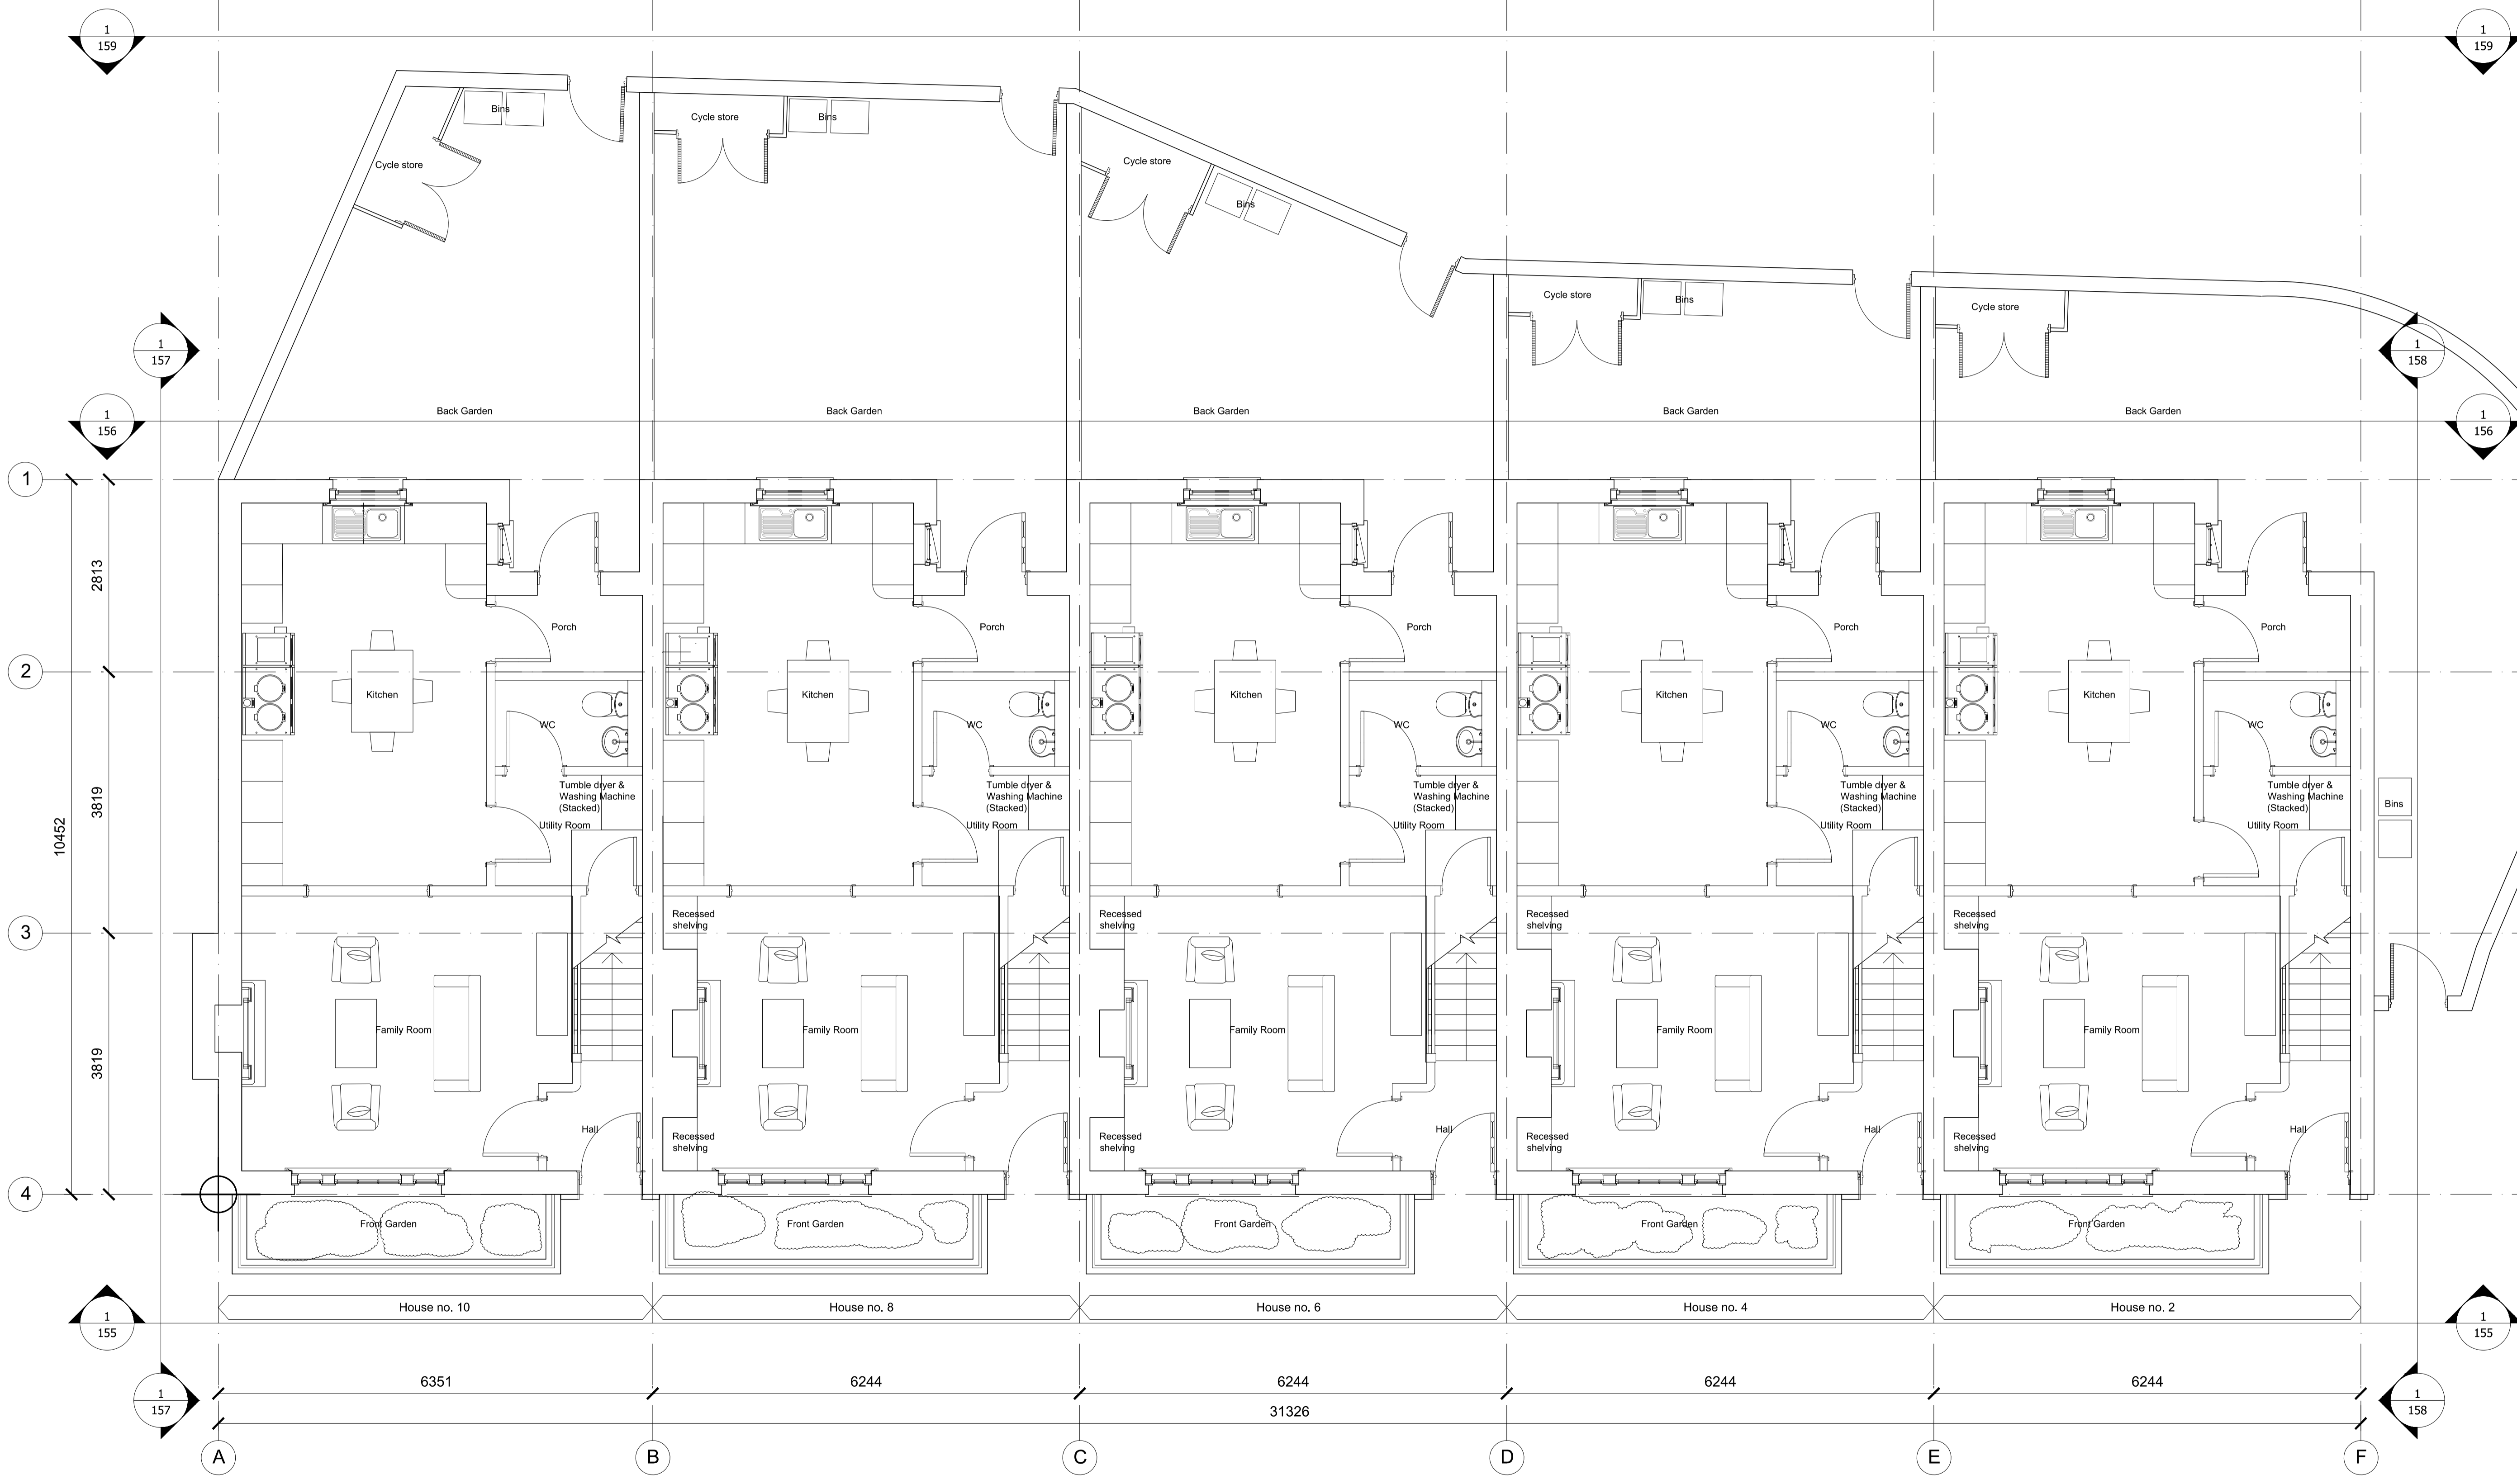 1
159
1
159
Bins
Cycle store
Bins
Cycle store
Cycle store
Bins
Cycle store
Bins
Cycle store
1
157
1
158
Back Garden
Back Garden
Back Garden
Back Garden
Back Garden
1
156
1
156
1
2813
Porch
Porch
Porch
Porch
Porch
2
Kitchen
Kitchen
Kitchen
Kitchen
Kitchen
WC
WC
WC
WC
WC
3819
10452
Tumble dryer &
Washing Machine
(Stacked)
Tumble dryer &
Washing Machine
(Stacked)
Tumble dryer &
Washing Machine
(Stacked)
Tumble dryer &
Washing Machine
(Stacked)
Tumble dryer &
Washing Machine
(Stacked)
Bins
Utility Room
Utility Room
Utility Room
Utility Room
Utility Room
Recessed
shelving
Recessed
shelving
Recessed
shelving
Recessed
shelving
3
3819
Family Room
Family Room
Family Room
Family Room
Family Room
Hall
Recessed
shelving
Recessed
shelving
Hall
Recessed
shelving
Hall
Recessed
shelving
Hall
4
Front Garden
Front Garden
Front Garden
Front Garden
Front Garden
House no. 10
House no. 8
House no. 6
House no. 4
House no. 2
1
155
1
155
6351
6244
6244
6244
6244
1
157
1
158
31326
A
B
C
D
E
F